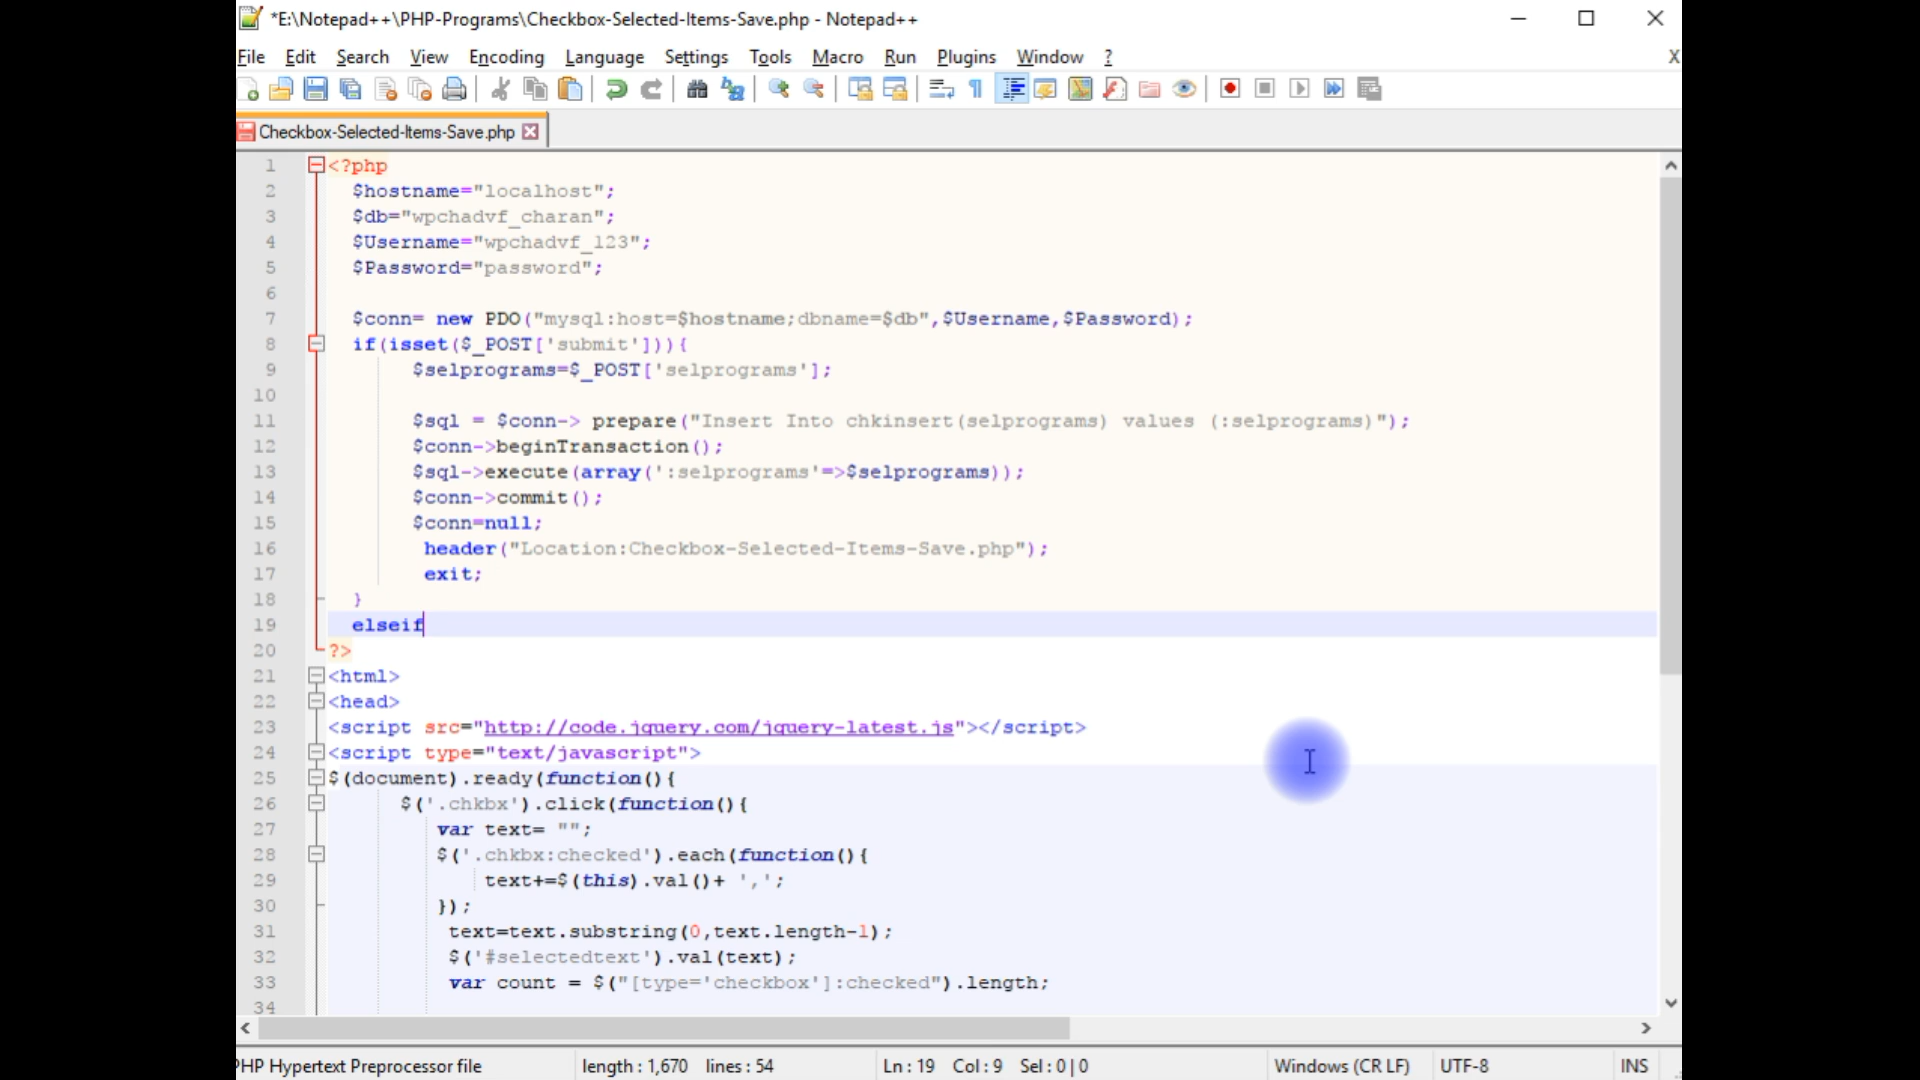 *E:\Notepad++\PHP-Programs\Checkbox-Selected-Items-Save.php - Notepad++
File Edit Search View Encoding Language Settings Tools Macro Run Plugins Window ? X
Checkbox-Selected-Items-Save.php
1 <?php
2 $hostname="localhost";
3 $db="wpchadvf_charan";
4 $Username="wpchadvf_123";
5 $Password="password";
6
7 $conn= new PDO("mysql:host=$hostname;dbname=$db",$Username,$Password);
8 if(isset($_POST['submit'])){
9 $selprograms=$_POST['selprograms'];
10
11 $sql = $conn-> prepare("Insert Into chkinsert(selprograms) values (:selprograms)");
12 $conn->beginTransaction();
13 $sql->execute(array(':selprograms'=>$selprograms));
14 $conn->commit();
15 $conn=null;
16 header("Location:Checkbox-Selected-Items-Save.php");
17 exit;
18 }
19 elseif
20 ?>
21 <html>
22 <head>
23 <script src="http://code.jquery.com/jquery-latest.js"></script>
24 <script type="text/javascript">
25 $(document).ready(function(){
26 $('.chkbx').click(function(){
27 var text= "";
28 $('.chkbx:checked').each(function(){
29 text+=$(this).val()+ ',';
30 });
31 text=text.substring(0,text.length-1);
32 $('#selectedtext').val(text);
33 var count = $("[type='checkbox']:checked").length;
34
PHP Hypertext Preprocessor file length : 1,670 lines : 54 Ln : 19 Col : 9 Sel : 0 | 0 Windows (CR LF) UTF-8 INS